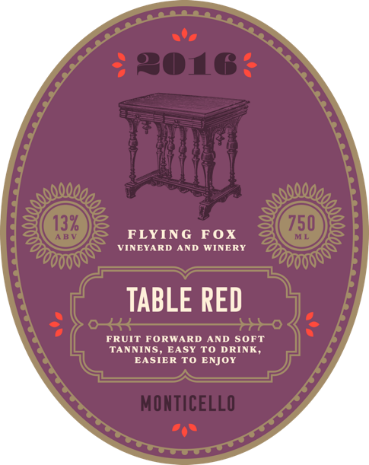 2016
13%
ABV
FLYING FOX
VINEYARD AND WINERY
750
ML
TABLE RED
FRUIT FORWARD AND SOFT
TANNINS, EASY TO DRINK,
EASIER TO ENJOY
MONTICELLO